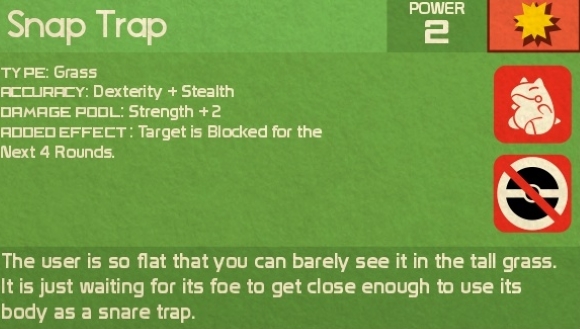 Snap Trap
POWER
2
TYPE: Grass
ACCURACY: Dexterity + Stealth
DAMAGE POOL: Strength +2
ADDED EFFECT: Target is Blocked for the
Next 4 Rounds.
The user is so flat that you can barely see it in the tall grass.
It is just waiting for its foe to get close enough to use its
body as a snare trap.